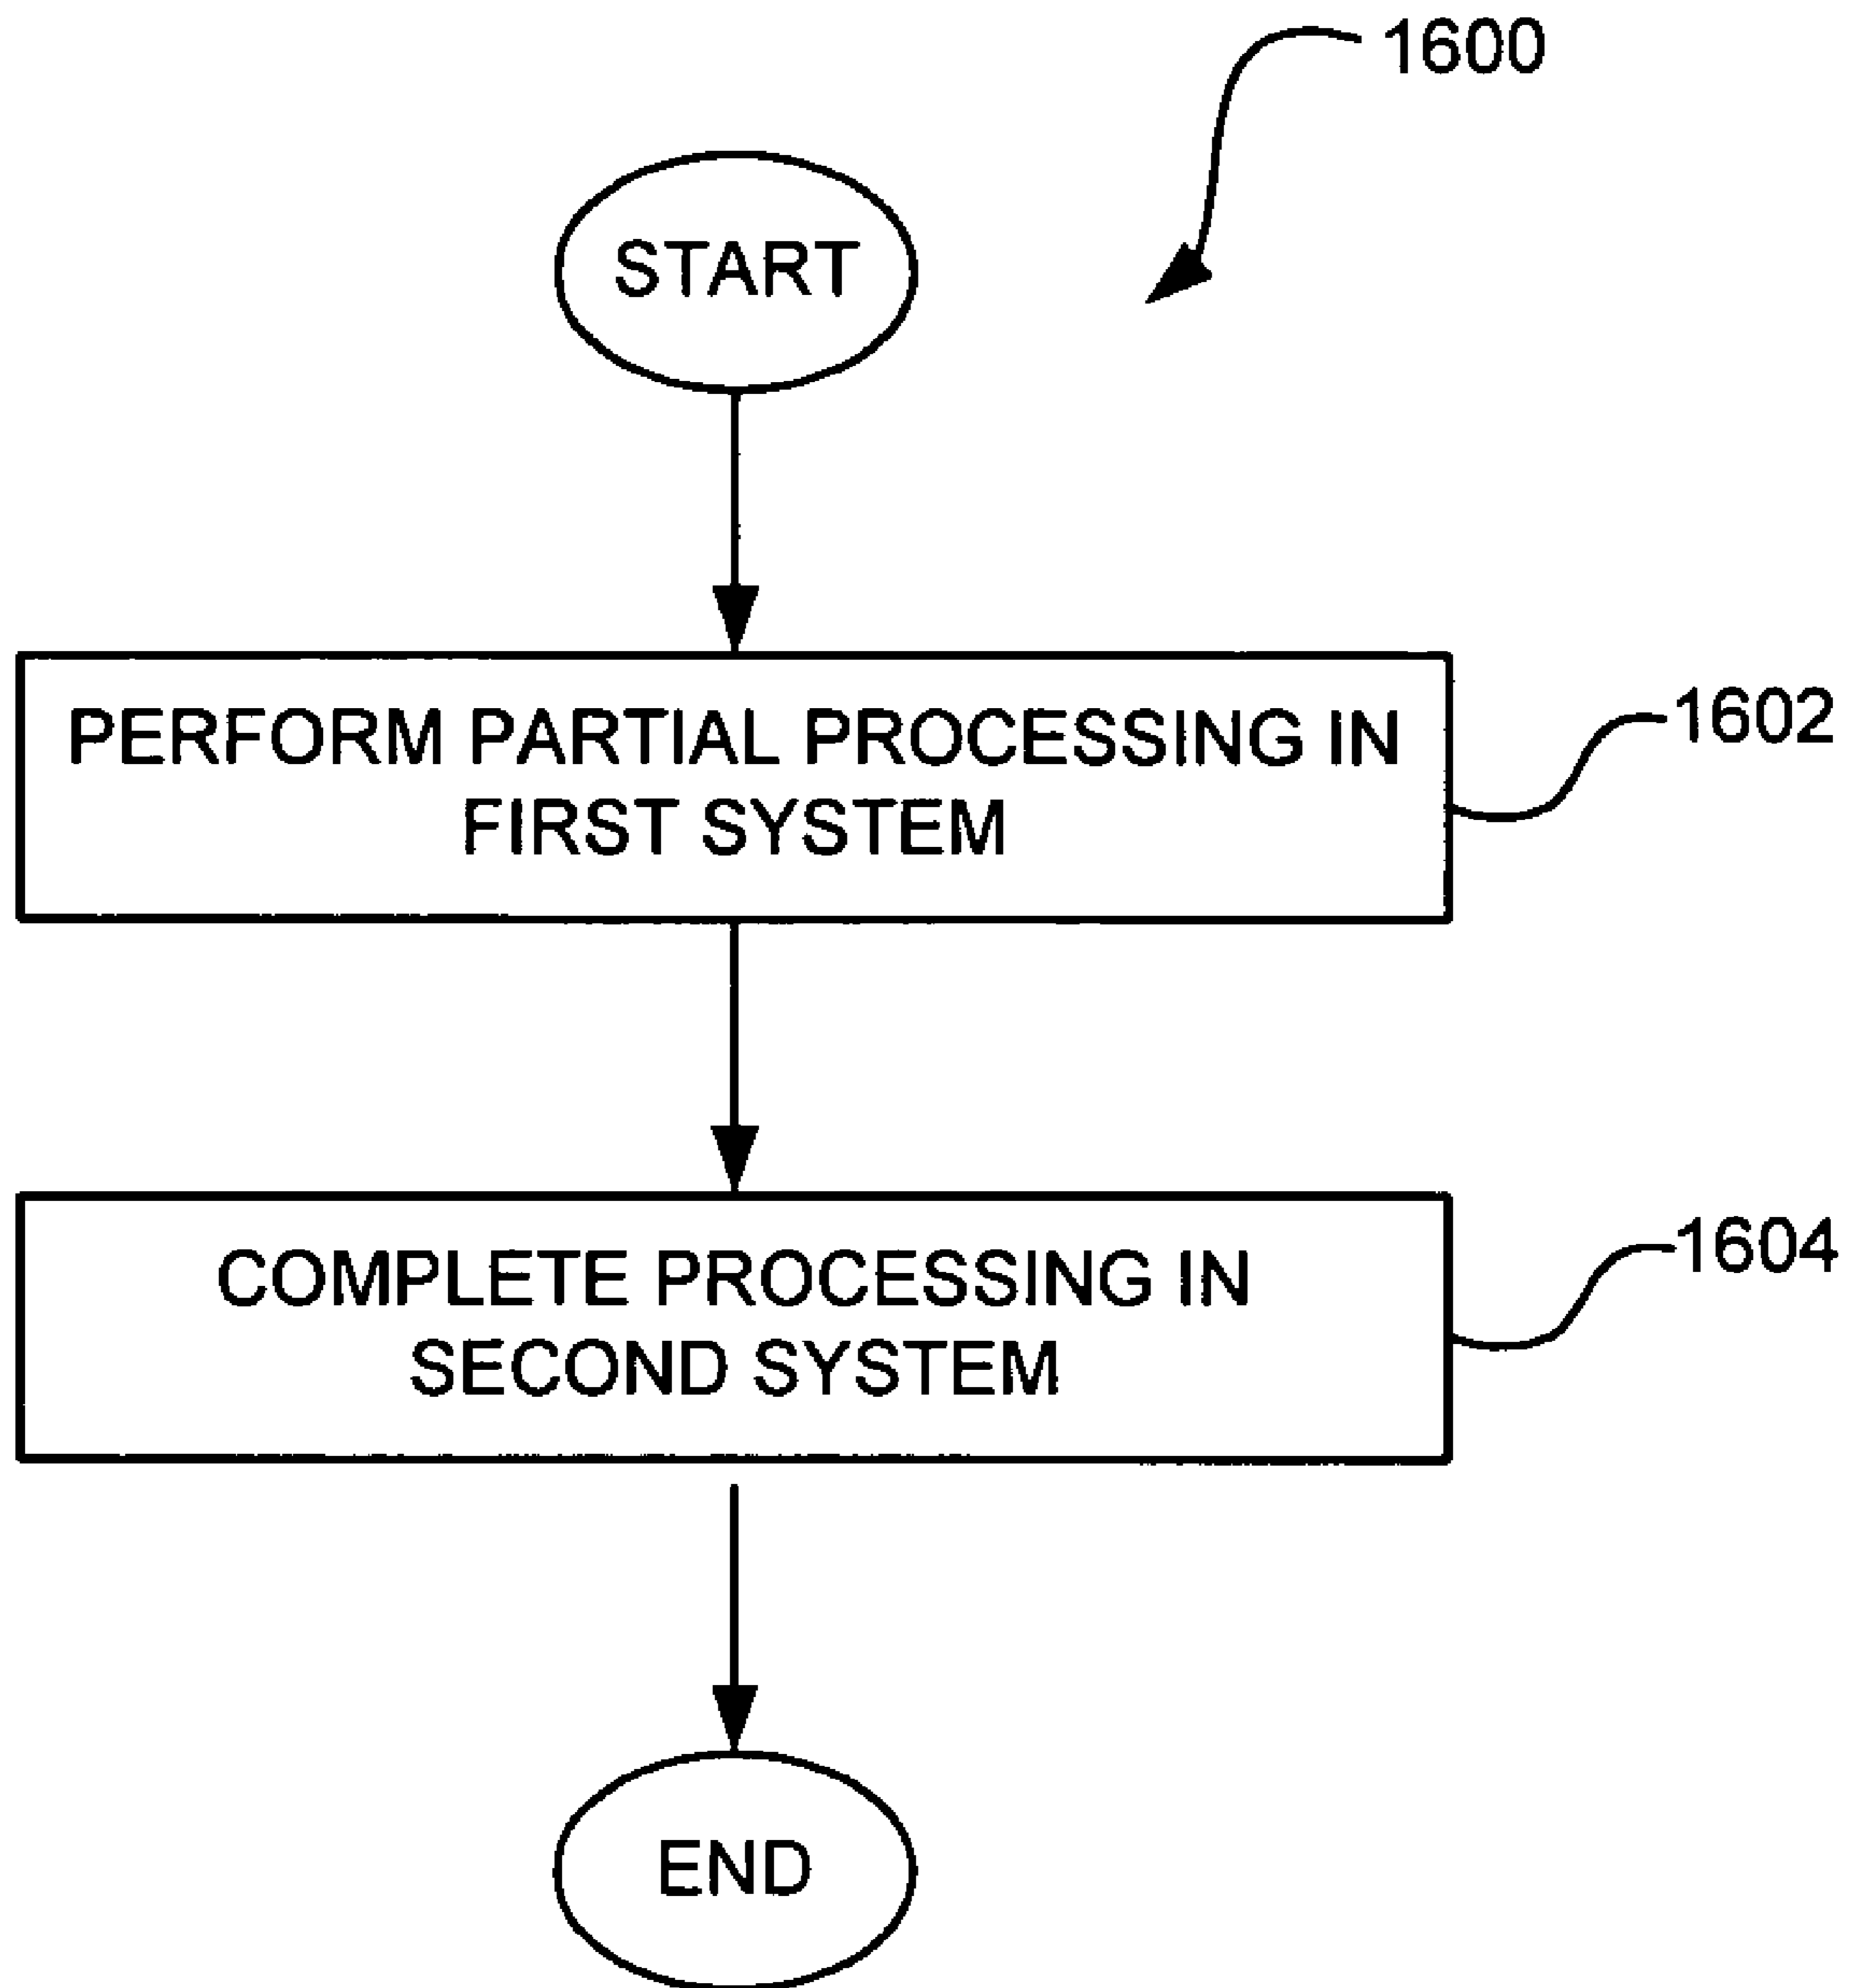 1600
START
PERFORM PARTIAL PROCESSING IN
FIRST SYSTEM
1602
COMPLETE PROCESSING IN
SECOND SYSTEM
1604
END